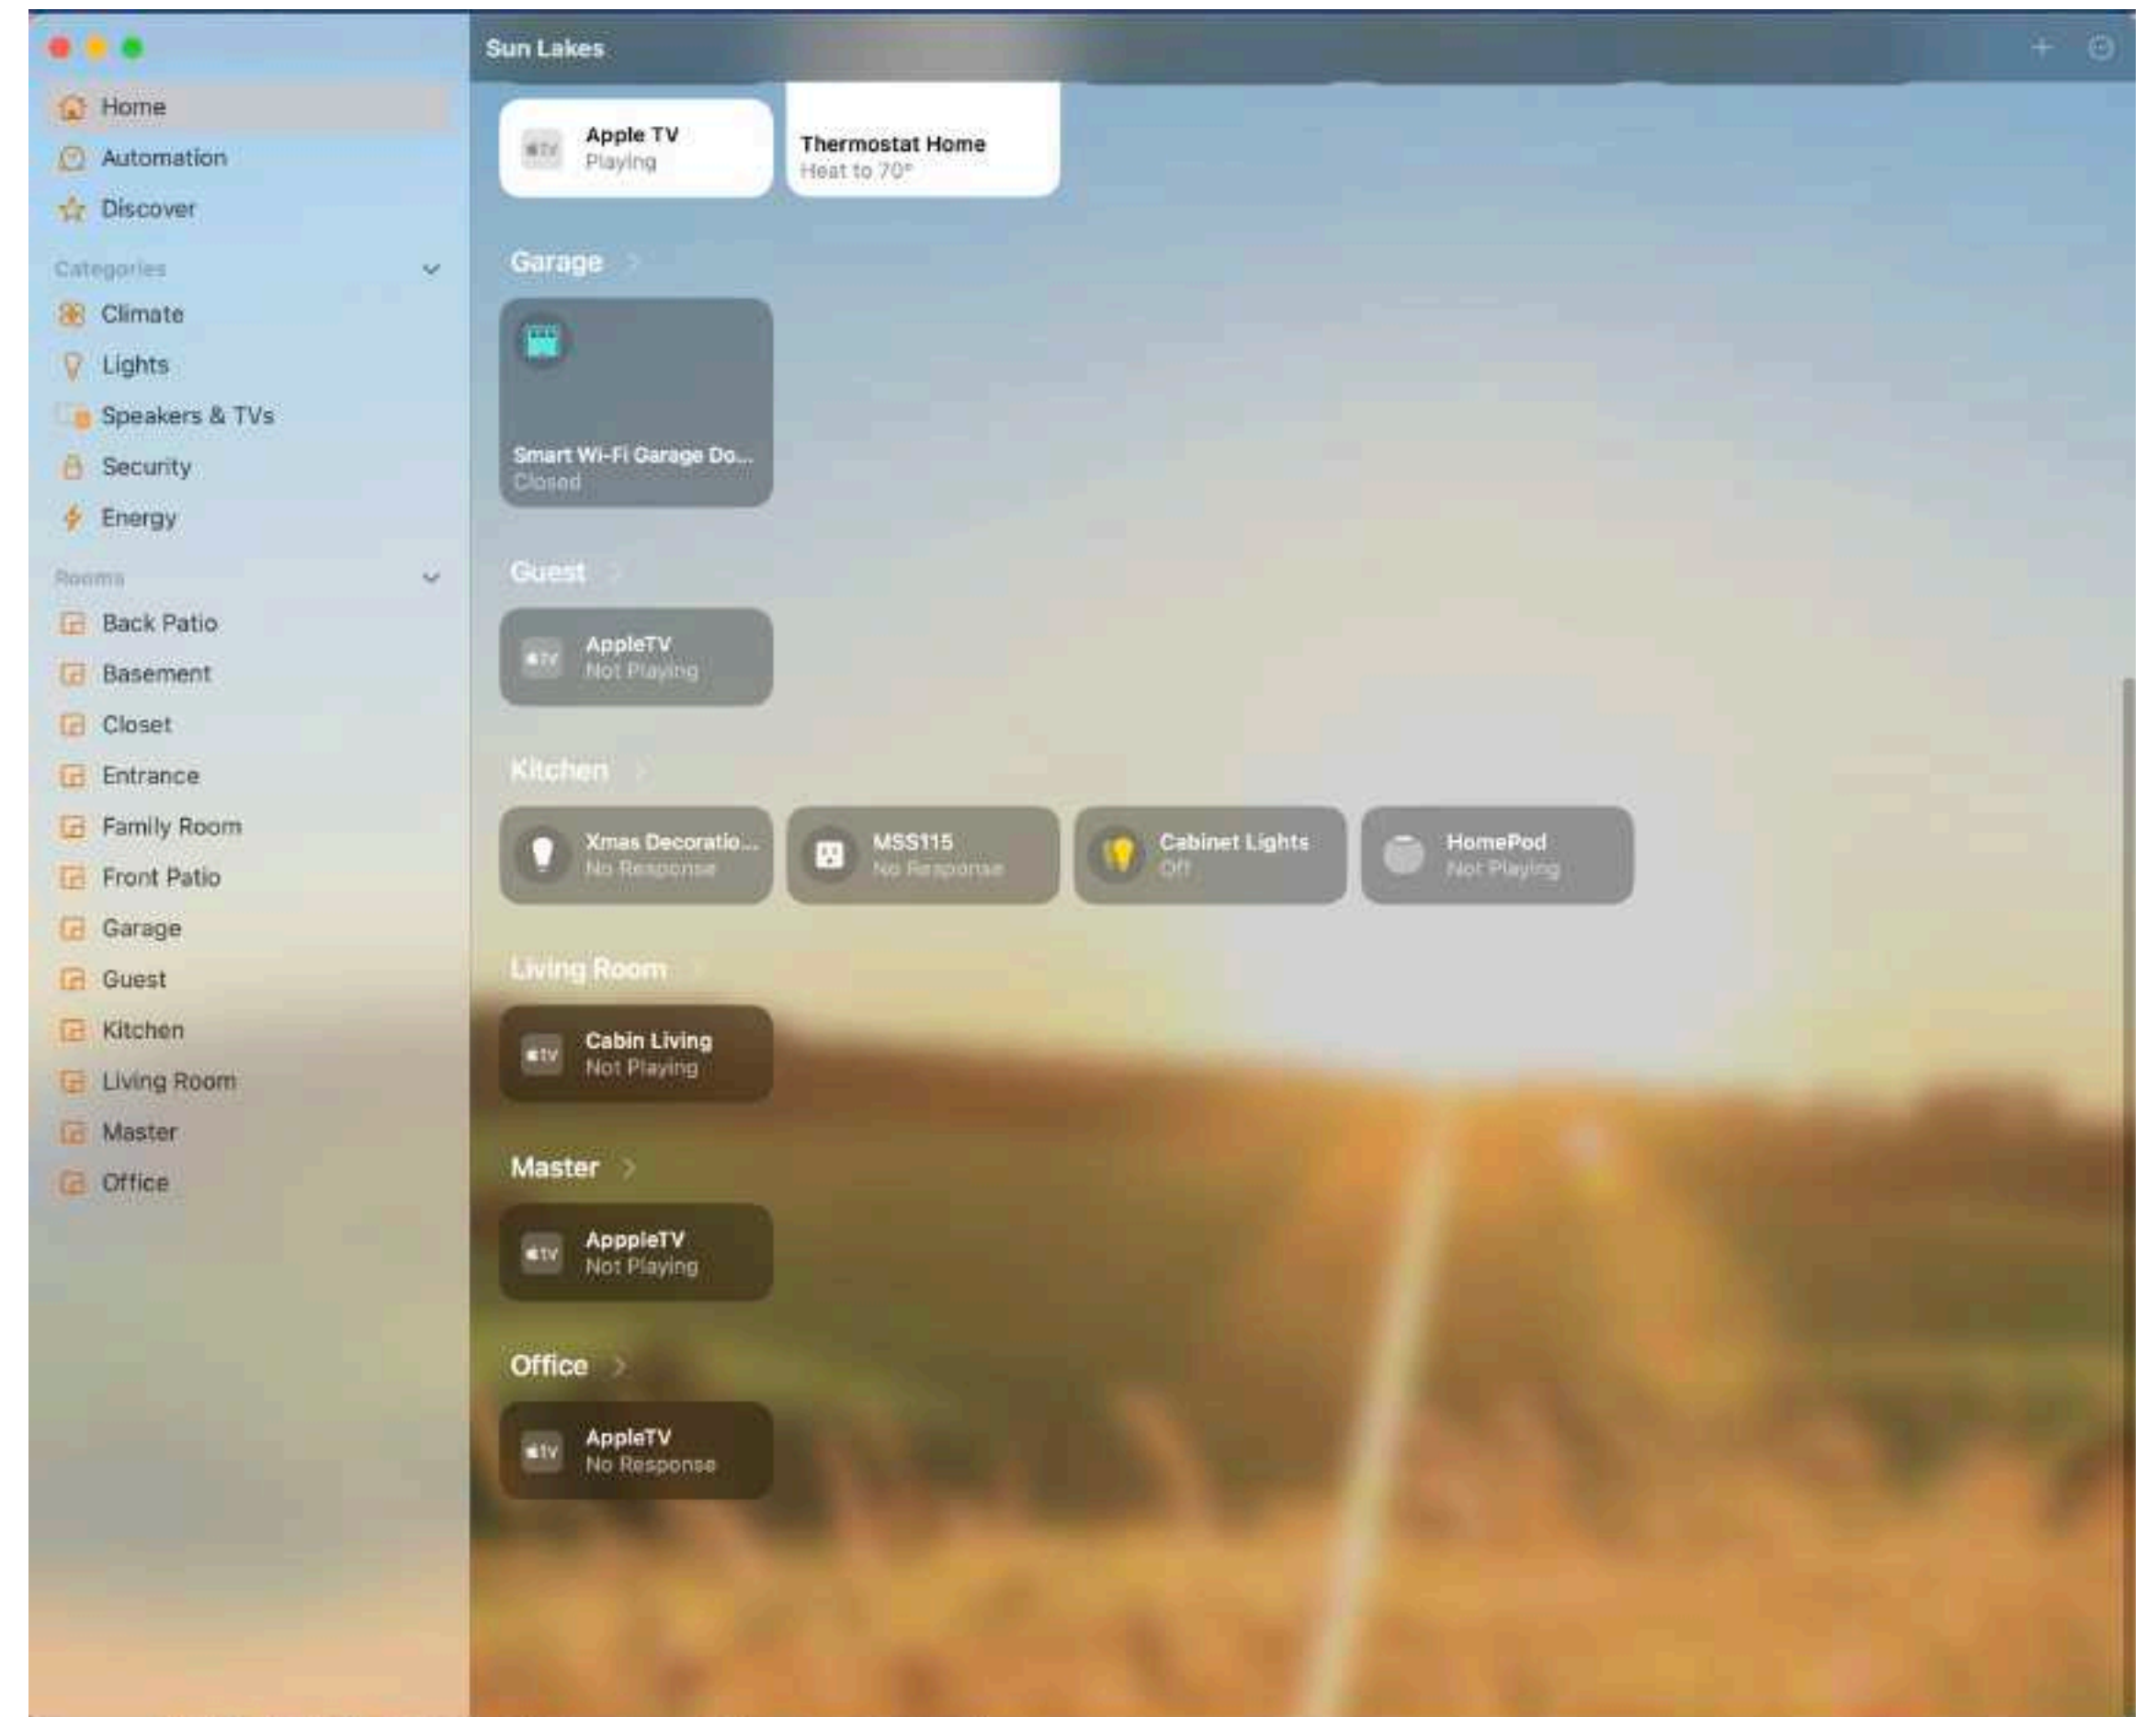 Sun Lakes
Home
Automation
Discover
Categories
Climate
Lights
Speakers & TVs
Security
Energy
Rooms
Back Patio
Basement
Closet
Entrance
Family Room
Front Patio
Garage
Guest
Kitchen
Living Room
Master
Office
Apple TV
Playing
Thermostat Home
Heat to 70°
Garage
Smart Wi-Fi Garage Do...
Closed
Guest
tv
AppleTV
Not Playing
Kitchen
Xmas Decoratio...
No Response
MSS115
No Response
Cabinet Lights
Off
HomePod
Not Playing
Living Room
tv
Cabin Living
Not Playing
Master
tv
ApppleTV
Not Playing
Office
tv
AppleTV
No Response